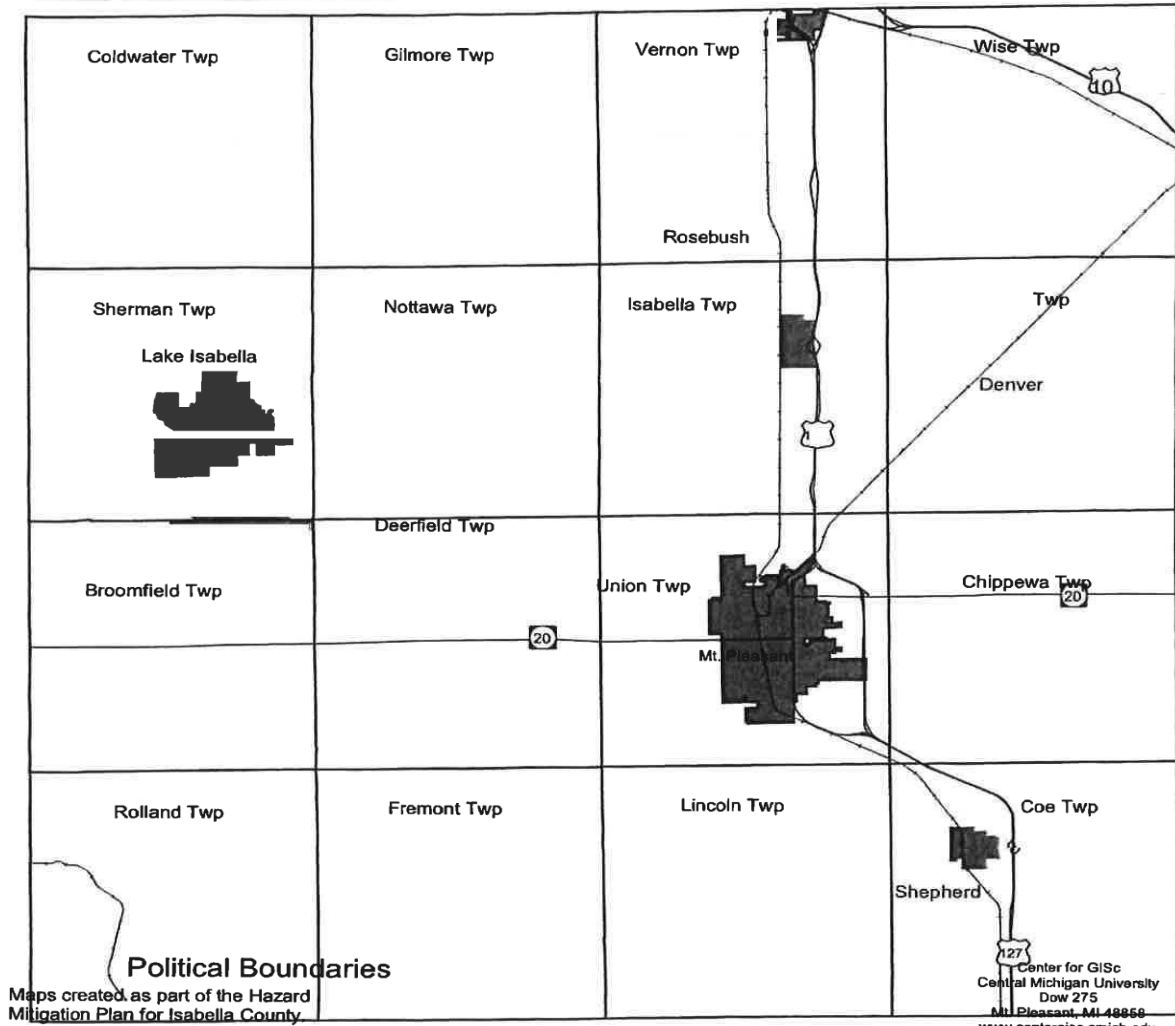 Coldwater Twp
Gilmore Twp
Vernon Twp
Wise Twp
10
Rosebush
Sherman Twp
Nottawa Twp
Isabella Twp
Twp
Lake Isabella
Denver
1
Deerfield Twp
Broomfield Twp
Union Twp
Chippewa Twp
20
20
Mt. Pleasant
Rolland Twp
Fremont Twp
Lincoln Twp
Coe Twp
Shepherd
127
Political Boundaries
Maps created as part of the Hazard
Mitigation Plan for Isabella County.
Center for GISc
Central Michigan University
Dow 275
Mt. Pleasant, MI 48858